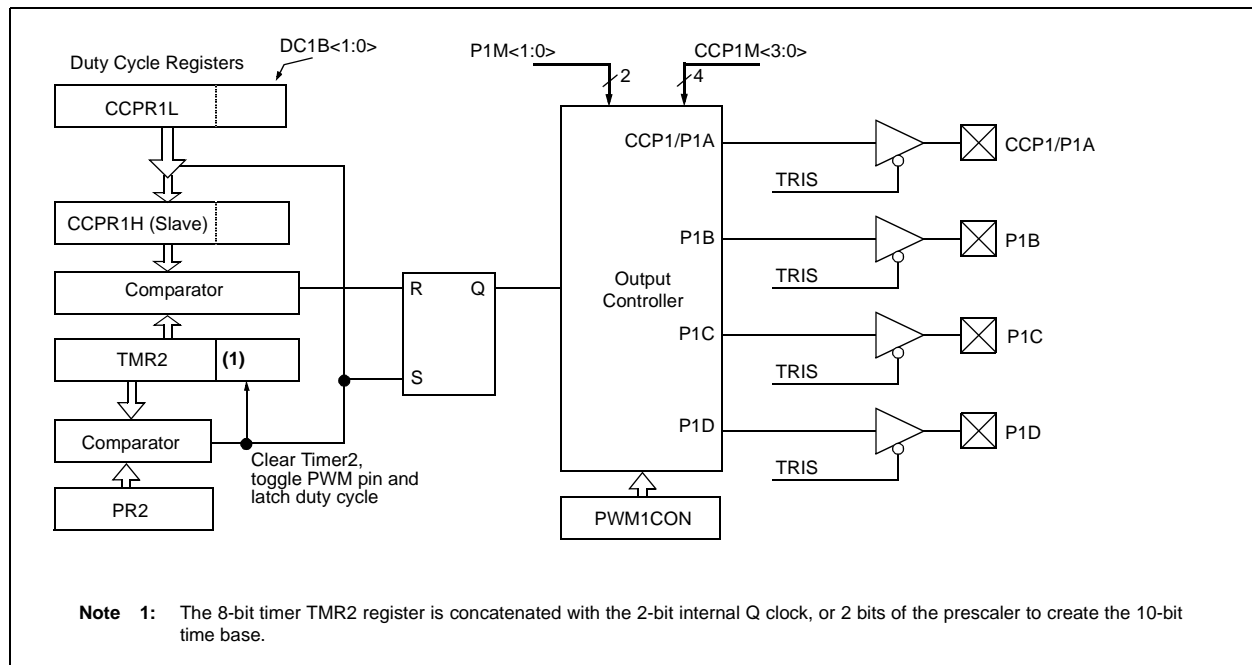 DC1B<1:0>
Duty Cycle Registers
CCPR1L
CCPR1H (Slave)
Comparator
TMR2
(1)
Comparator
PR2
Clear Timer2,
toggle PWM pin and
latch duty cycle
R
Q
S
P1M<1:0>
2
CCP1M<3:0>
4
Output
Controller
CCP1/P1A
P1B
P1C
P1D
PWM1CON
TRIS
CCP1/P1A
TRIS
P1B
TRIS
P1C
TRIS
P1D
Note 1: The 8-bit timer TMR2 register is concatenated with the 2-bit internal Q clock, or 2 bits of the prescaler to create the 10-bit
time base.